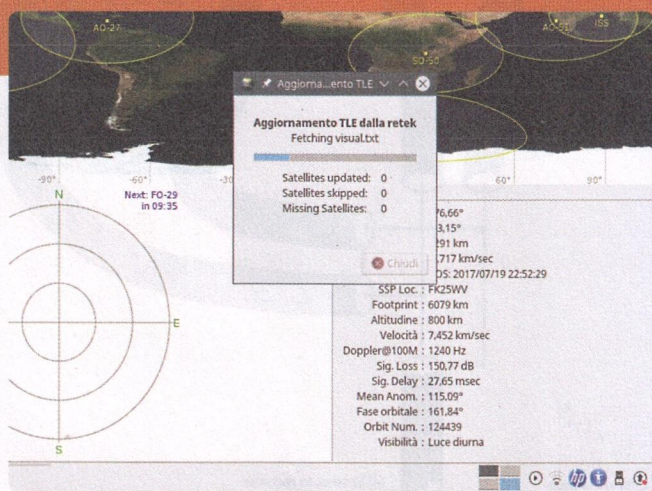 AO-27
SO-50
AO-51
ISS
Aggiorna...ento TLE
Aggiornamento TLE dalla retek
Fetching visual.txt
Satellites updated: 0
Satellites skipped: 0
Missing Satellites: 0
Chiudi
-90°
-60°
-30
60°
90°
N
Next: FO-29
in 09:35
E
S
76,66°
3,15°
291 km
,717 km/sec
OS: 2017/07/19 22:52:29
SSP Loc. : FK25WV
Footprint : 6079 km
Altitudine : 800 km
Velocità : 7,452 km/sec
Doppler@100M : 1240 Hz
Sig. Loss : 150,77 dB
Sig. Delay : 27,65 msec
Mean Anom. : 115,09°
Fase orbitale : 161,84°
Orbit Num. : 124439
Visibilità : Luce diurna
hp